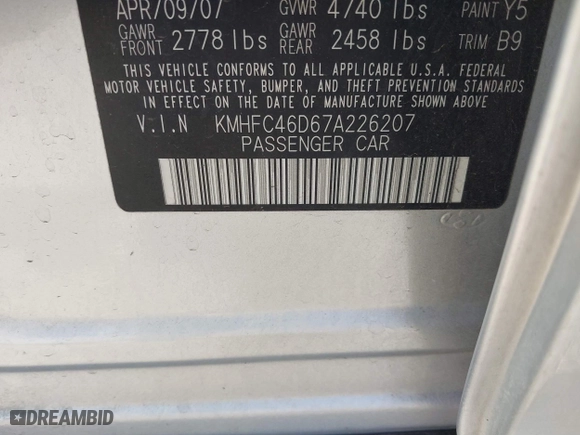 APR/09/07 GVWR 4740 lbs PAINT Y5
GAWR FRONT 2778 lbs GAWR REAR 2458 lbs TRIM B9
THIS VEHICLE CONFORMS TO ALL APPLICABLE U.S.A. FEDERAL
MOTOR VEHICLE SAFETY, BUMPER, AND THEFT PREVENTION STANDARDS
IN EFFECT ON THE DATE OF MANUFACTURE SHOWN ABOVE
V.I.N KMHFC46D67A226207
PASSENGER CAR
DREAMBID